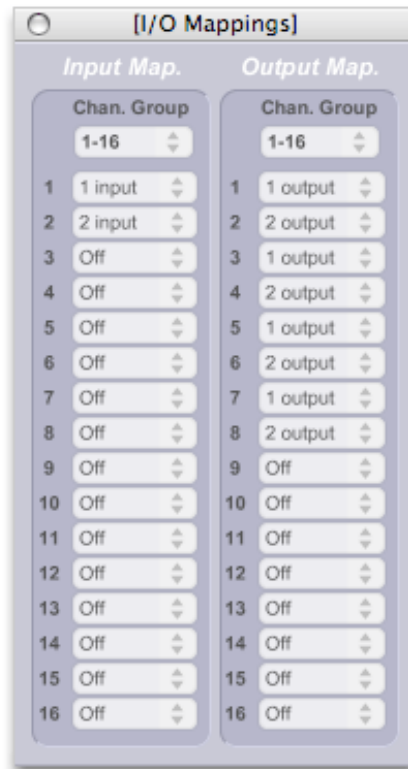 [I/O Mappings]
Input Map. Output Map.
Chan. Group Chan. Group
1-16 1-16
1 1 input 1 1 output
2 2 input 2 2 output
3 Off 3 1 output
4 Off 4 2 output
5 Off 5 1 output
6 Off 6 2 output
7 Off 7 1 output
8 Off 8 2 output
9 Off 9 Off
10 Off 10 Off
11 Off 11 Off
12 Off 12 Off
13 Off 13 Off
14 Off 14 Off
15 Off 15 Off
16 Off 16 Off